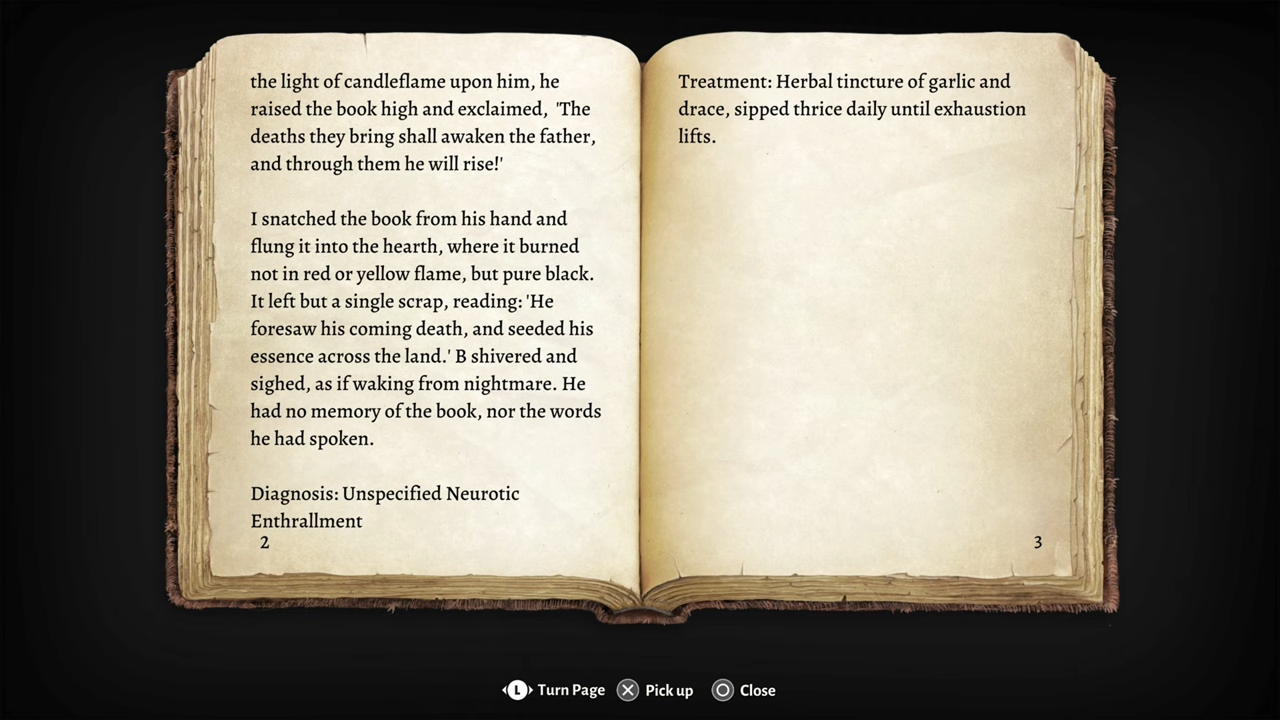 the light of candleflame upon him, he
raised the book high and exclaimed,  'The
deaths they bring shall awaken the father,
and through them he will rise!'
I snatched the book from his hand and
flung it into the hearth, where it burned
not in red or yellow flame, but pure black.
It left but a single scrap, reading: 'He
foresaw his coming death, and seeded his
essence across the land.' B shivered and
sighed, as if waking from nightmare. He
had no memory of the book, nor the words
he had spoken.
Diagnosis: Unspecified Neurotic
Enthrallment
2
Treatment: Herbal tincture of garlic and
drace, sipped thrice daily until exhaustion
lifts.
3
L Turn Page Pick up Close